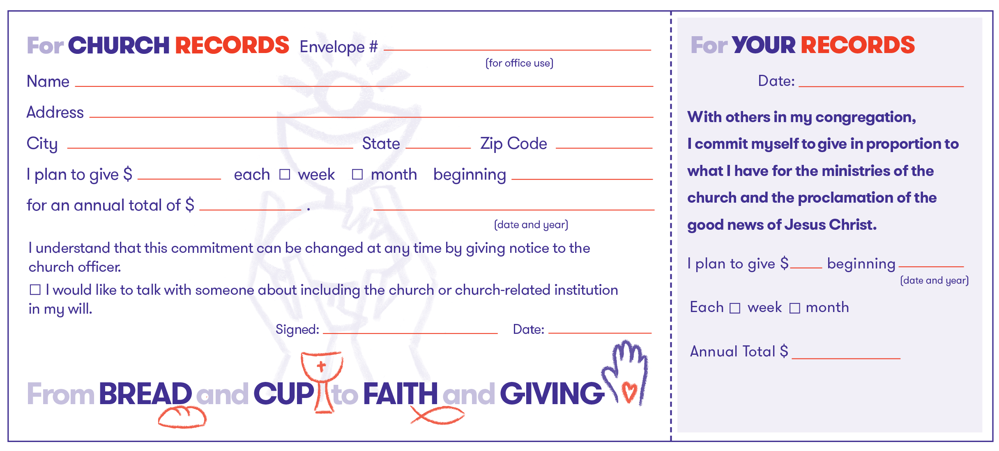 For CHURCH RECORDS Envelope #
(for office use)
Name
Address
City State Zip Code
I plan to give $ each □ week □ month beginning
for an annual total of $ .
(date and year)
I understand that this commitment can be changed at any time by giving notice to the
church officer.
□ I would like to talk with someone about including the church or church-related institution
in my will.
Signed: Date:
From BREAD and CUP to FAITH and GIVING
For YOUR RECORDS
Date:
With others in my congregation,
I commit myself to give in proportion to
what I have for the ministries of the
church and the proclamation of the
good news of Jesus Christ.
I plan to give $ beginning
(date and year)
Each □ week □ month
Annual Total $